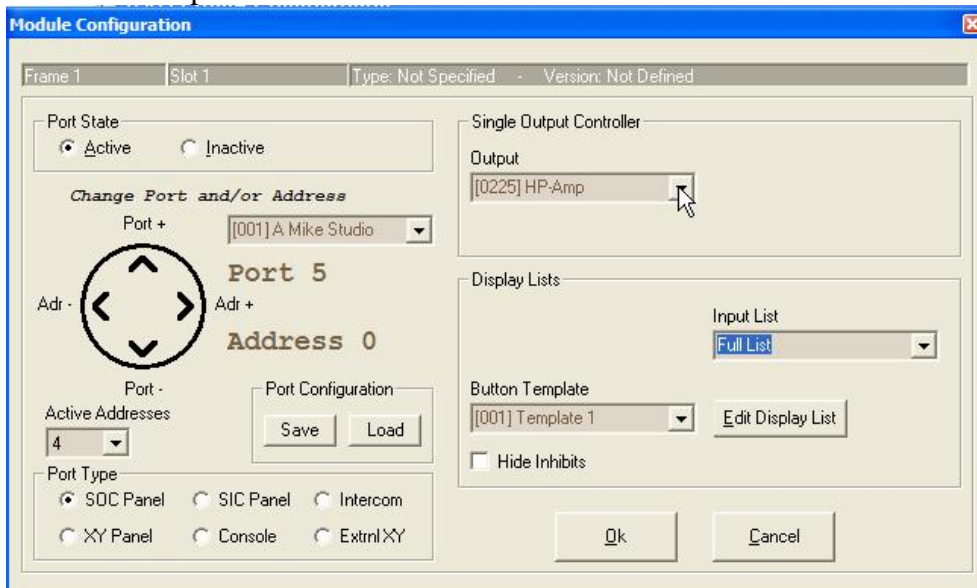 Module Configuration
Frame 1 Slot 1 Type: Not Specified - Version: Not Defined
Port State
Active Inactive
Change Port and/or Address
Port +
[001] A Mike Studio
Port 5
Adr - Adr +
Address 0
Port -
Active Addresses
4
Port Configuration
Save Load
Port Type
SOC Panel SIC Panel Intercom
XY Panel Console Extrnl XY
Single Output Controller
Output
[0225] HP-Amp
Display Lists
Input List
Full List
Button Template
[001] Template 1 Edit Display List
Hide Inhibits
Ok Cancel